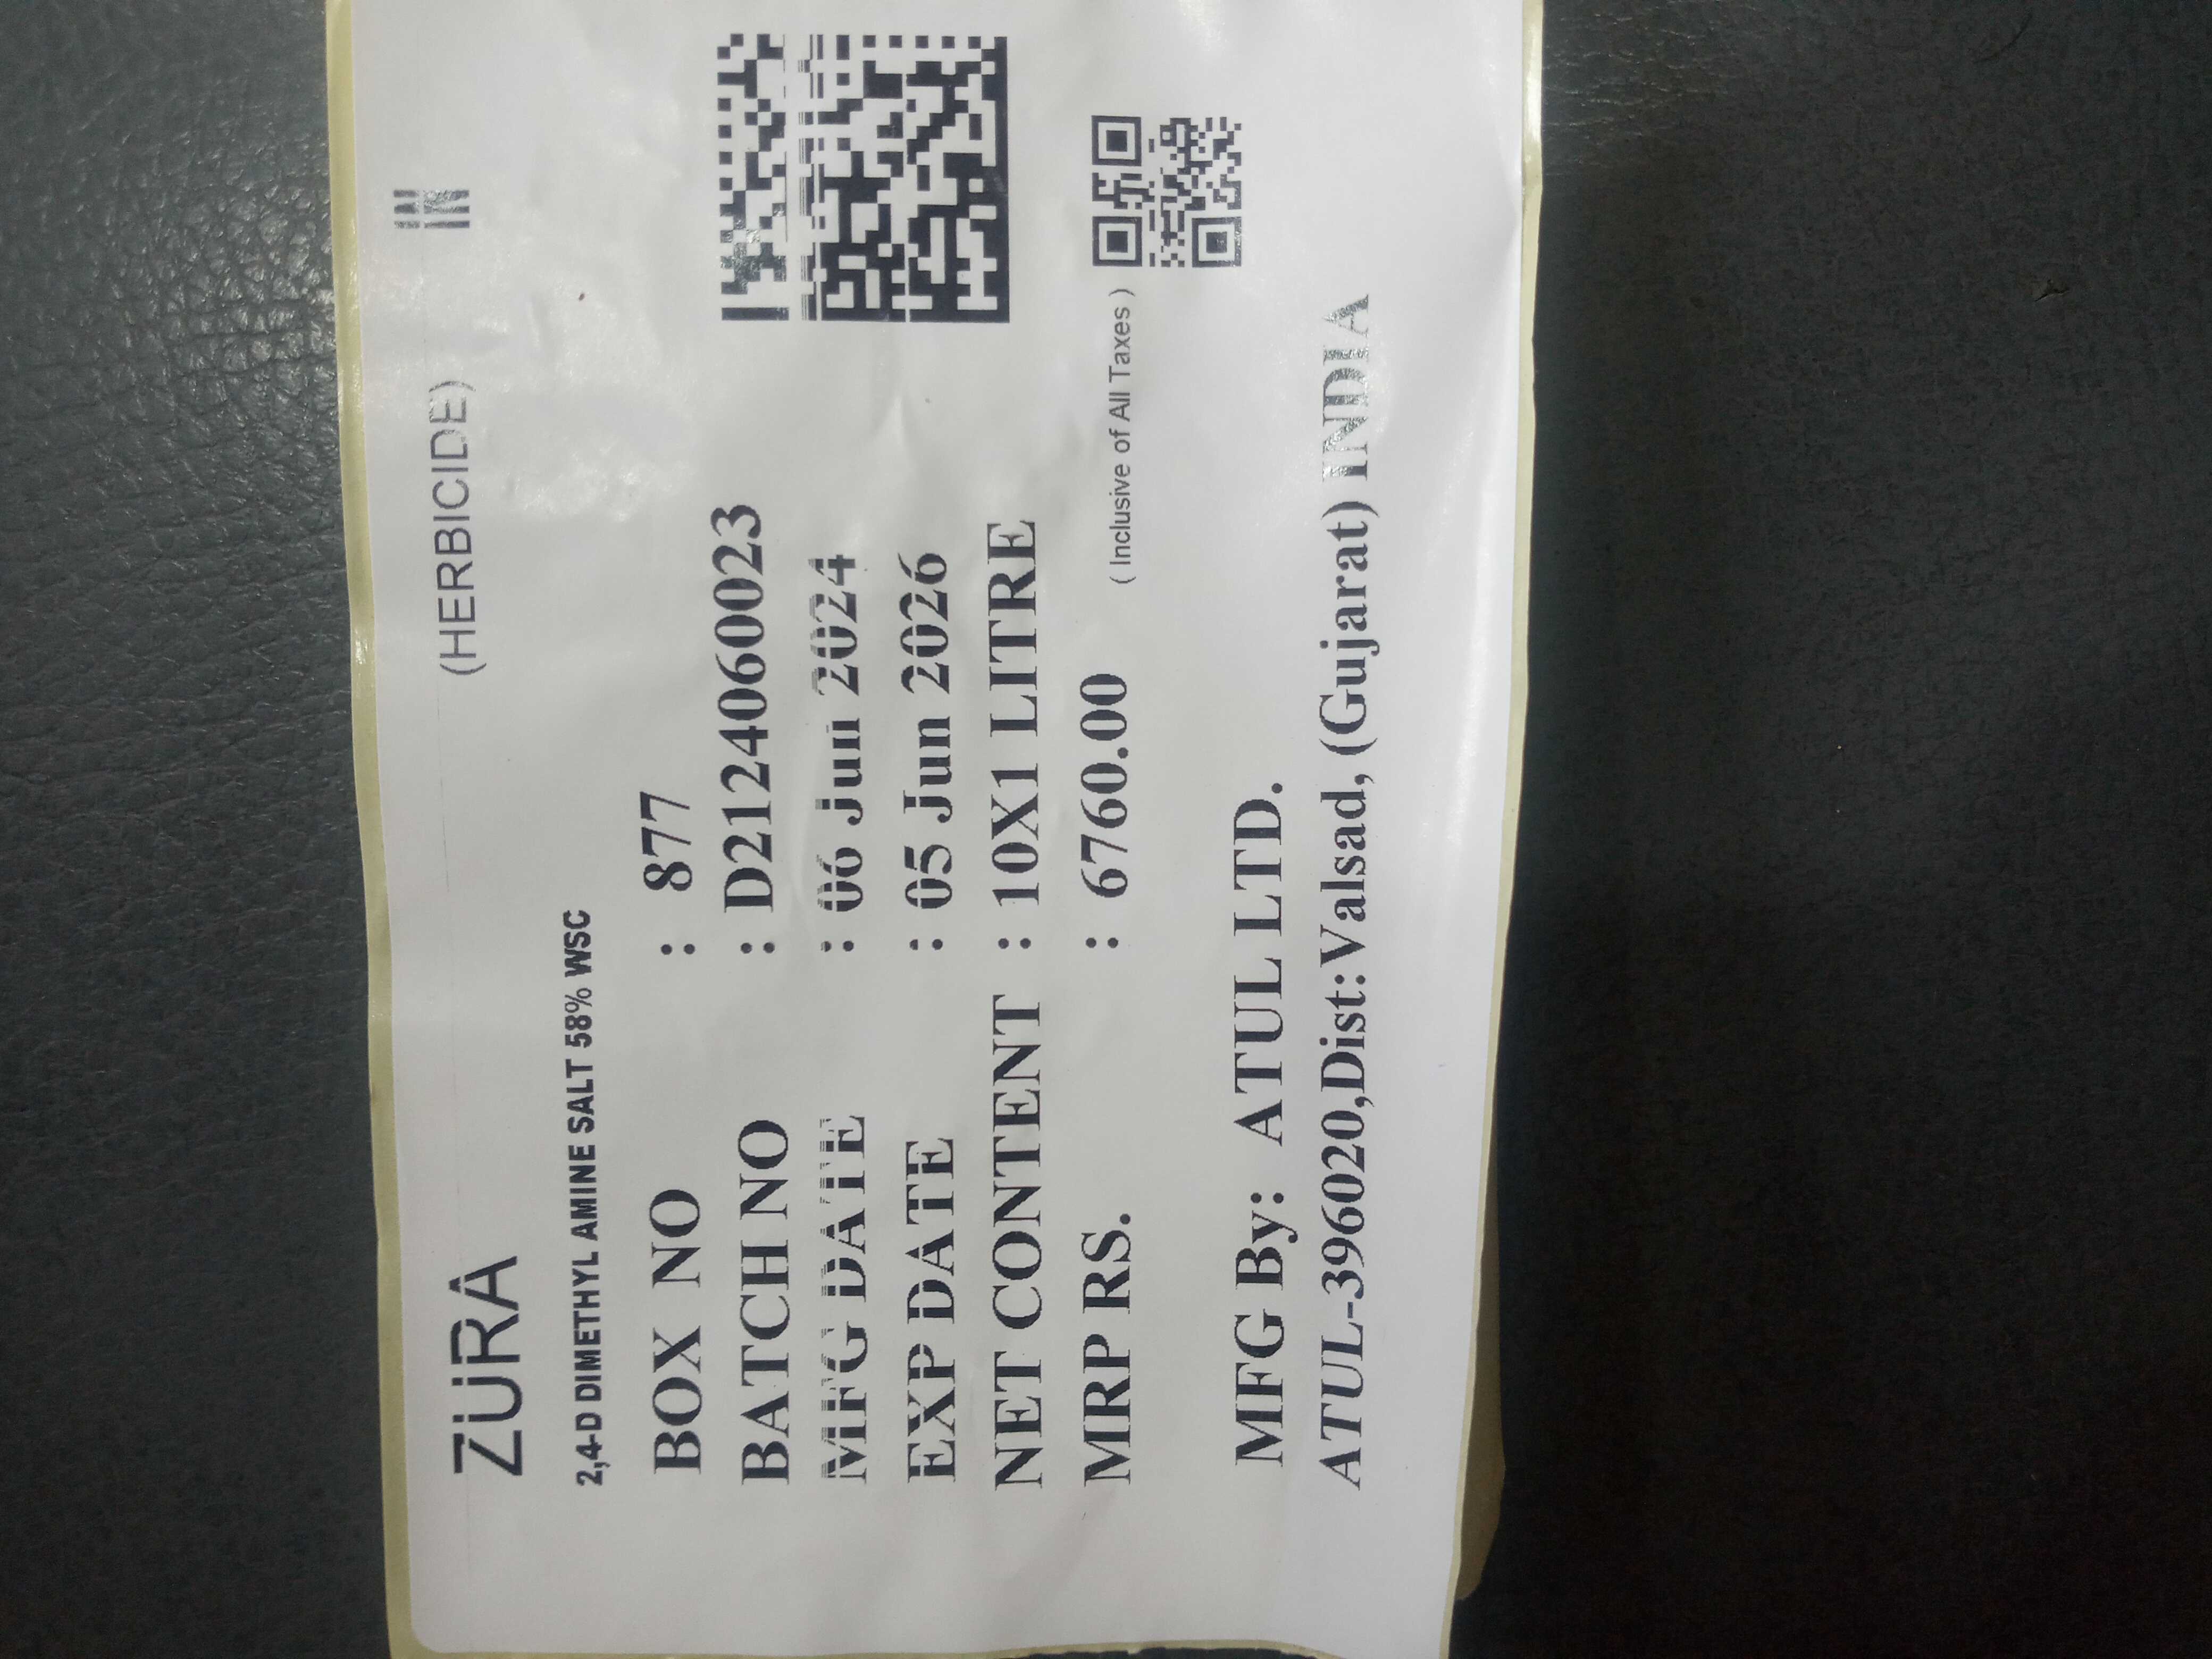 ZURA (HERBICIDE) IN
2,4-D DIMETHYL AMINE SALT 58% WSC
BOX NO : 877
BATCH NO : D2124060023
MFG DATE : 06 Jun 2024
EXP DATE : 05 Jun 2026
NET CONTENT : 10X1 LITRE
MRP RS. : 6760.00 ( Inclusive of All Taxes )
MFG By: ATUL LTD.
ATUL-396020,Dist:Valsad, (Gujarat) INDIA